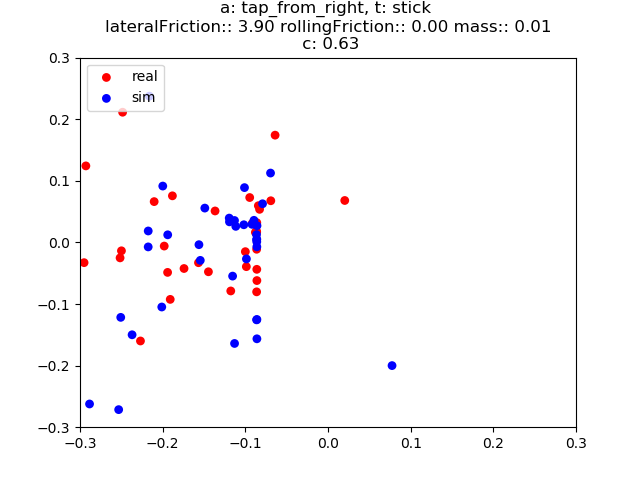 a: tap_from_right, t: stick
lateralFriction:: 3.90 rollingFriction:: 0.00 mass:: 0.01
c: 0.63
0.3
real
sim
0.2
0.1
0.0
−0.1
−0.2
−0.3
−0.3
−0.2
−0.1
0.0
0.1
0.2
0.3